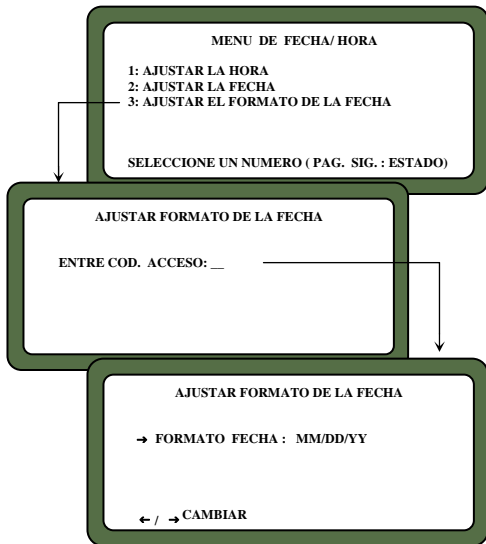 MENU DE FECHA/ HORA
1: AJUSTAR LA HORA
2: AJUSTAR LA FECHA
3: AJUSTAR EL FORMATO DE LA FECHA
SELECCIONE UN NUMERO ( PAG. SIG. : ESTADO)
AJUSTAR FORMATO DE LA FECHA
ENTRE COD. ACCESO: __
AJUSTAR FORMATO DE LA FECHA
→ FORMATO FECHA : MM/DD/YY
← / → CAMBIAR